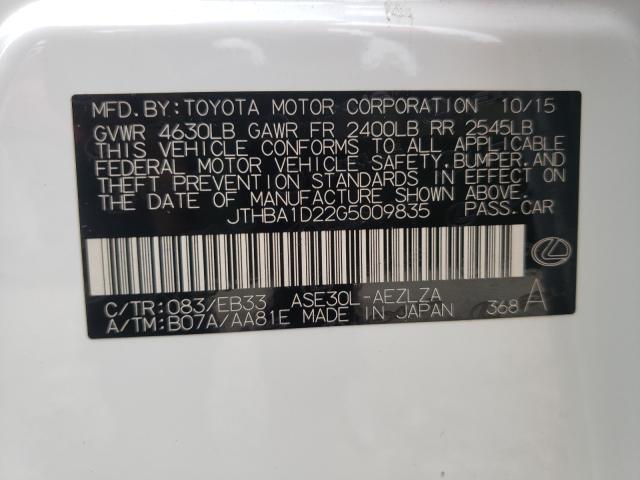 MFD.BY:TOYOTA MOTOR CORPORATION 10/15
GVWR 4630LB GAWR FR 2400LB RR 2545LB
THIS VEHICLE CONFORMS TO ALL APPLICABLE
FEDERAL MOTOR VEHICLE SAFETY,BUMPER,AND
THEFT PREVENTION STANDARDS IN EFFECT ON
THE DATE OF MANUFACTURE SHOWN ABOVE.
JTHBA1D22G5009835 PASS.CAR
C/TR:083/EB33 ASE30L-AEZLZA
A/TM:B07A/AA81E MADE IN JAPAN 368 A